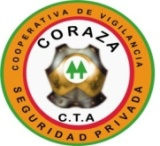 COOPERATIVA DE VIGILANCIA
CORAZA
C.T.A
SEGURIDAD PRIVADA